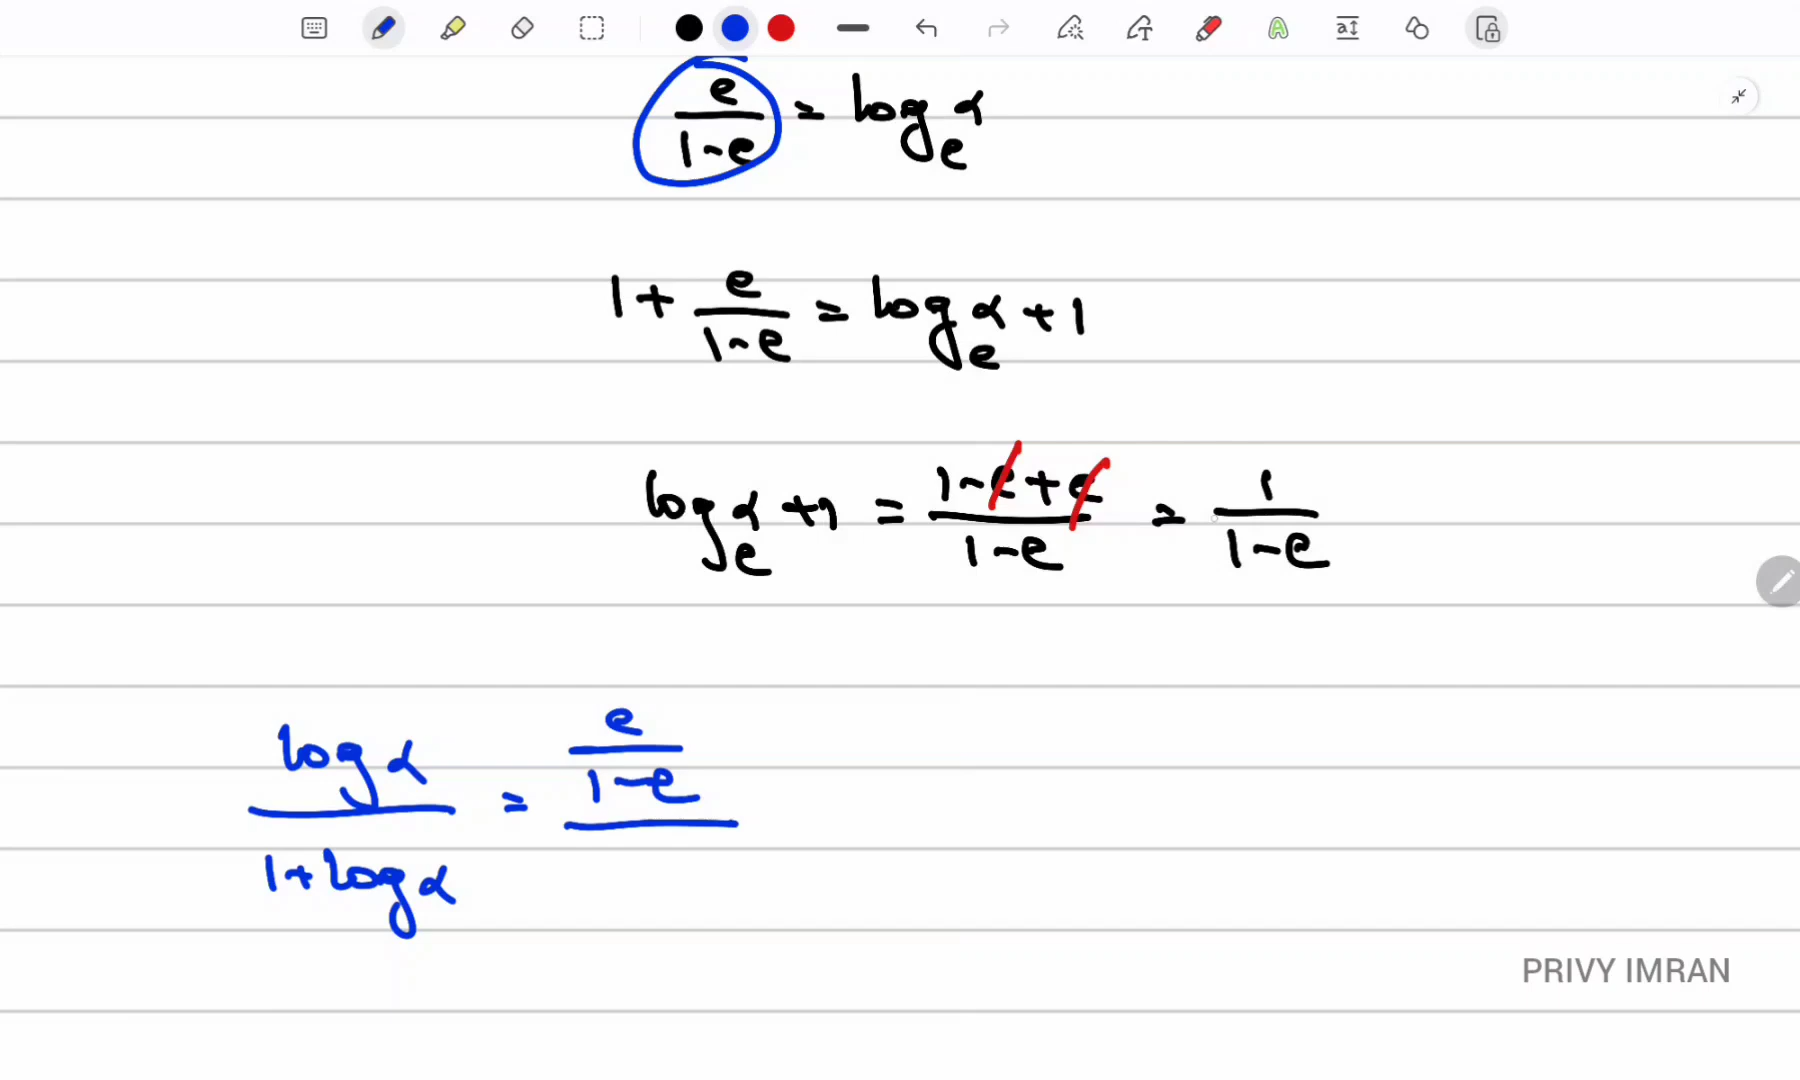 e/(1-e) = log_e α
1 + e/(1-e) = log_e α + 1
log_e α + 1 = (1-e+e)/(1-e) = 1/(1-e)
log α/(1+log α) = (e/(1-e))/
PRIVY IMRAN